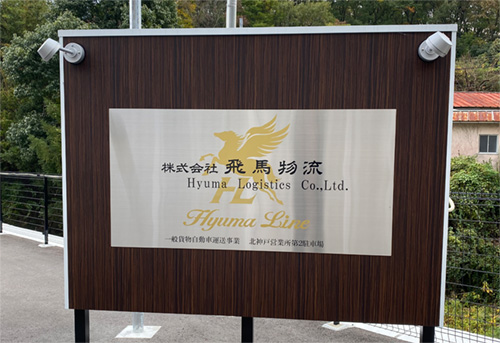 株式会社 飛馬物流
Hyuma Logistics Co.,Ltd.
HL
Hyuma Line
一般貨物自動車運送事業 北神戸営業所第2駐車場